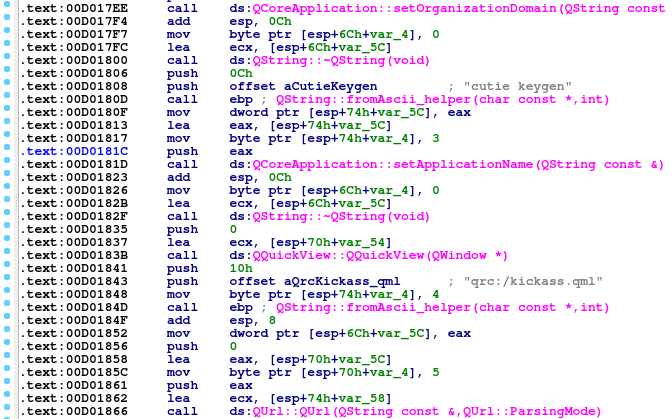 .text:00D017EE call ds:QCoreApplication::setOrganizationDomain(QString const
.text:00D017F4 add esp, 0Ch
.text:00D017F7 mov byte ptr [esp+6Ch+var_4], 0
.text:00D017FC lea ecx, [esp+6Ch+var_5C]
.text:00D01800 call ds:QString::~QString(void)
.text:00D01806 push 0Ch
.text:00D01808 push offset aCutieKeygen ; "cutie keygen"
.text:00D0180D call ebp ; QString::fromAscii_helper(char const *,int)
.text:00D0180F mov dword ptr [esp+74h+var_5C], eax
.text:00D01813 lea eax, [esp+74h+var_5C]
.text:00D01817 mov byte ptr [esp+74h+var_4], 3
.text:00D0181C push eax
.text:00D0181D call ds:QCoreApplication::setApplicationName(QString const &)
.text:00D01823 add esp, 0Ch
.text:00D01826 mov byte ptr [esp+6Ch+var_4], 0
.text:00D0182B lea ecx, [esp+6Ch+var_5C]
.text:00D0182F call ds:QString::~QString(void)
.text:00D01835 push 0
.text:00D01837 lea ecx, [esp+70h+var_54]
.text:00D0183B call ds:QQuickView::QQuickView(QWindow *)
.text:00D01841 push 10h
.text:00D01843 push offset aQrcKickass_qml ; "qrc:/kickass.qml"
.text:00D01848 mov byte ptr [esp+74h+var_4], 4
.text:00D0184D call ebp ; QString::fromAscii_helper(char const *,int)
.text:00D0184F add esp, 8
.text:00D01852 mov dword ptr [esp+6Ch+var_5C], eax
.text:00D01856 push 0
.text:00D01858 lea eax, [esp+70h+var_5C]
.text:00D0185C mov byte ptr [esp+70h+var_4], 5
.text:00D01861 push eax
.text:00D01862 lea ecx, [esp+74h+var_58]
.text:00D01866 call ds:QUrl::QUrl(QString const &,QUrl::ParsingMode)